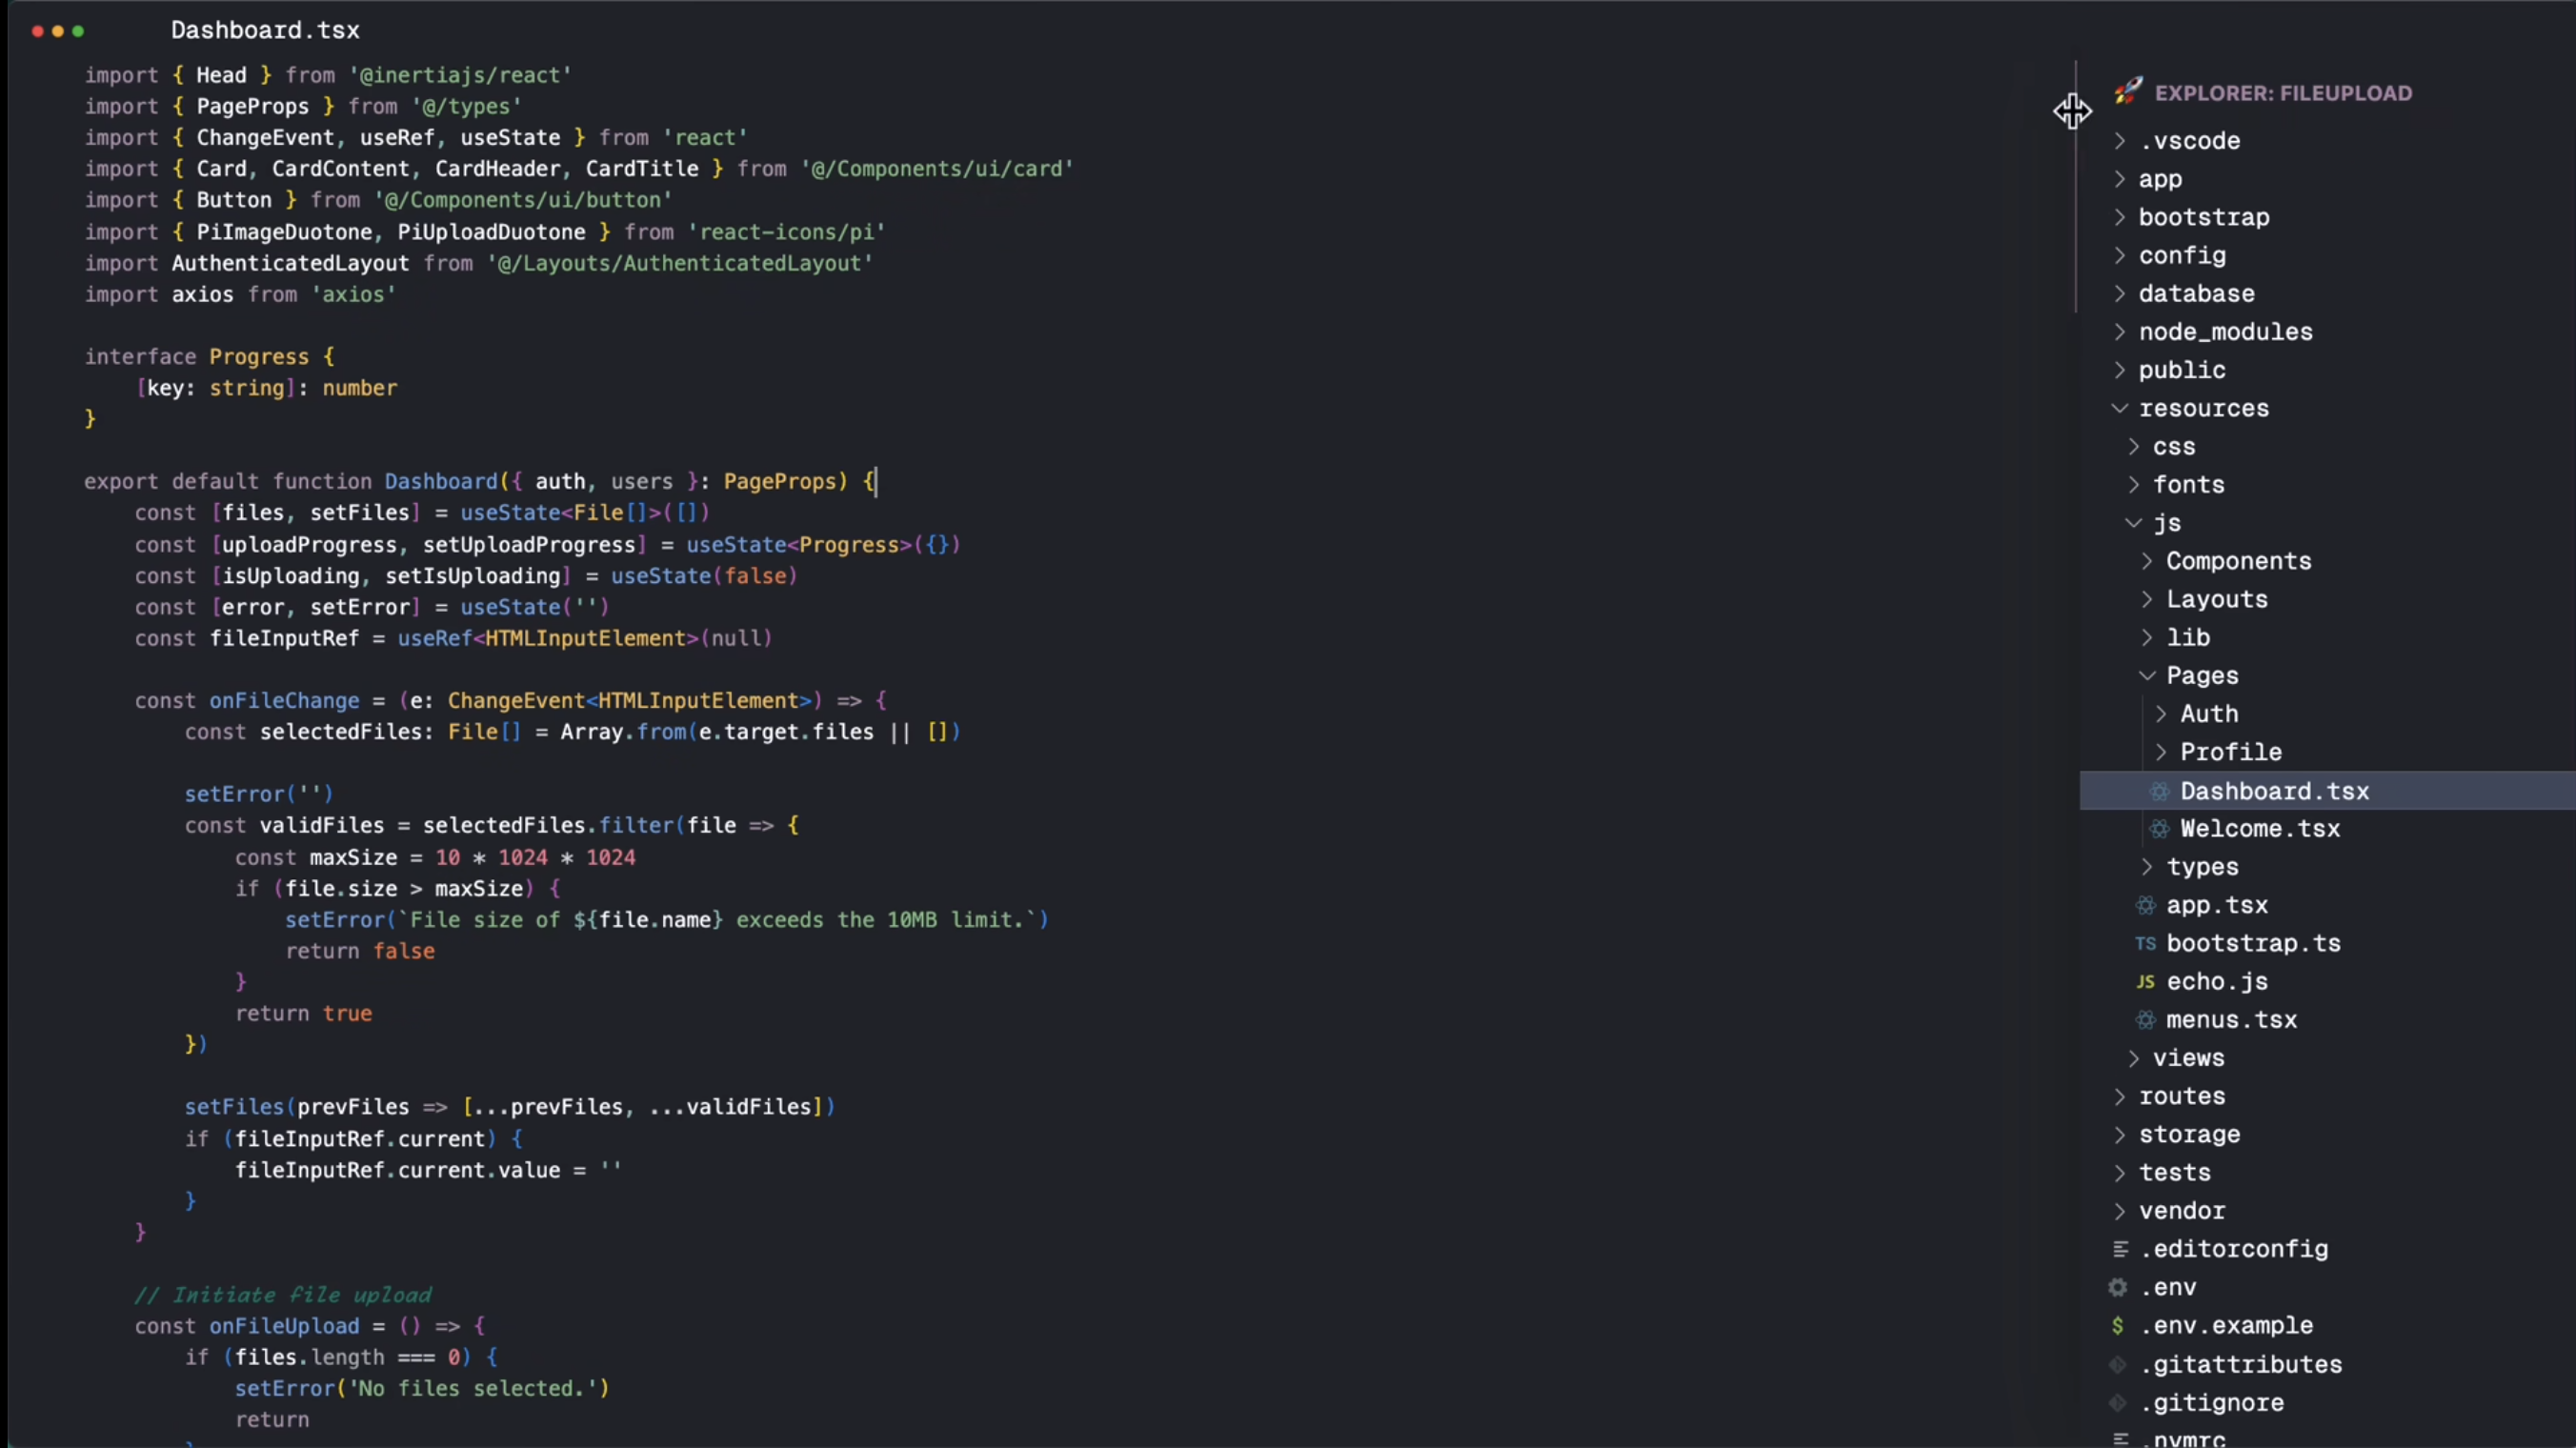 Dashboard.tsx
import { Head } from '@inertiajs/react'
import { PageProps } from '@/types'
import { ChangeEvent, useRef, useState } from 'react'
import { Card, CardContent, CardHeader, CardTitle } from '@/Components/ui/card'
import { Button } from '@/Components/ui/button'
import { PiImageDuotone, PiUploadDuotone } from 'react-icons/pi'
import AuthenticatedLayout from '@/Layouts/AuthenticatedLayout'
import axios from 'axios'
interface Progress {
    [key: string]: number
}
export default function Dashboard({ auth, users }: PageProps) {
    const [files, setFiles] = useState<File[]>([])
    const [uploadProgress, setUploadProgress] = useState<Progress>({})
    const [isUploading, setIsUploading] = useState(false)
    const [error, setError] = useState('')
    const fileInputRef = useRef<HTMLInputElement>(null)
    const onFileChange = (e: ChangeEvent<HTMLInputElement>) => {
        const selectedFiles: File[] = Array.from(e.target.files || [])
        setError('')
        const validFiles = selectedFiles.filter(file => {
            const maxSize = 10 * 1024 * 1024
            if (file.size > maxSize) {
                setError(`File size of ${file.name} exceeds the 10MB limit.`)
                return false
            }
            return true
        })
        setFiles(prevFiles => [...prevFiles, ...validFiles])
        if (fileInputRef.current) {
            fileInputRef.current.value = ''
        }
    }
    // Initiate file upload
    const onFileUpload = () => {
        if (files.length === 0) {
            setError('No files selected.')
            return
        }
EXPLORER: FILEUPLOAD
.vscode
app
bootstrap
config
database
node_modules
public
resources
css
fonts
js
Components
Layouts
lib
Pages
Auth
Profile
Dashboard.tsx
Welcome.tsx
types
app.tsx
TS bootstrap.ts
JS echo.js
menus.tsx
views
routes
storage
tests
vendor
.editorconfig
.env
$ .env.example
.gitattributes
.gitignore
.nvmrc